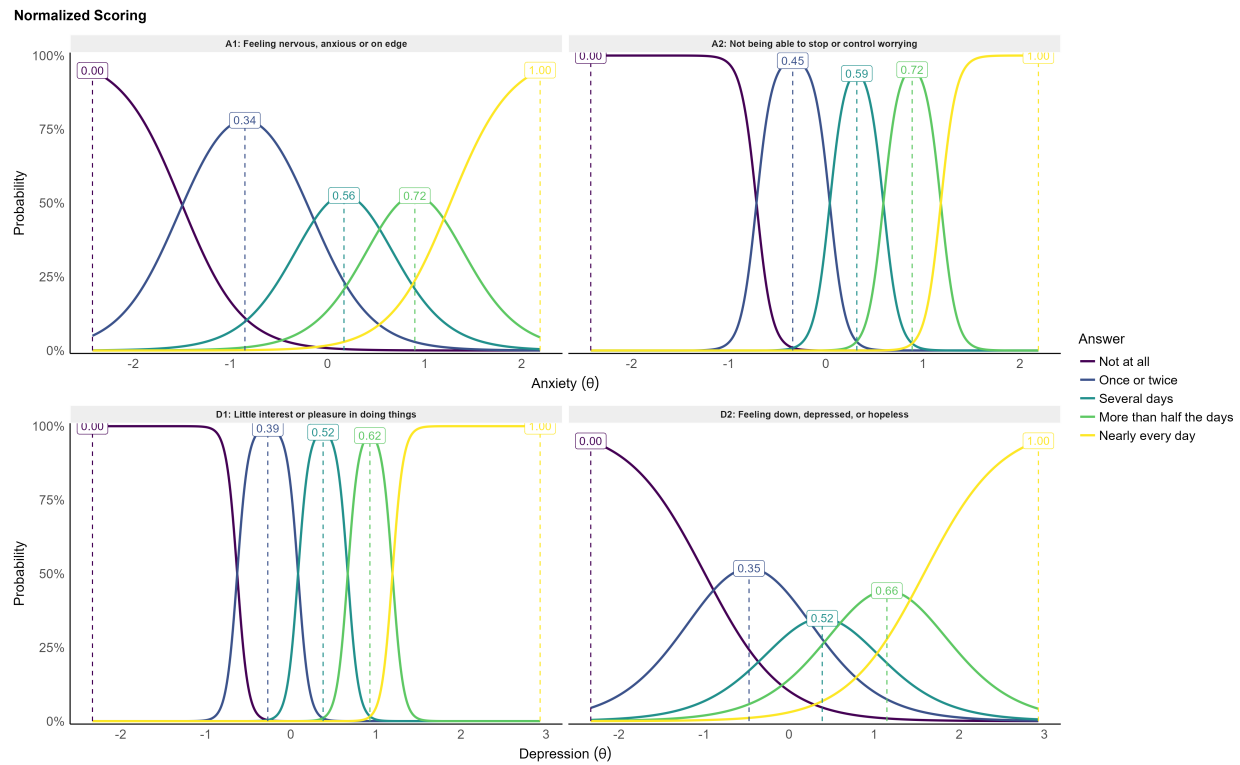 Normalized Scoring
A1: Feeling nervous, anxious or on edge
A2: Not being able to stop or control worrying
100%
75%
50%
25%
0%
Probability
0.00
0.34
0.56
0.72
1.00
0.00
0.45
0.59
0.72
1.00
-2 -1 0 1 2
-2 -1 0 1 2
Anxiety (θ)
D1: Little interest or pleasure in doing things
D2: Feeling down, depressed, or hopeless
100%
75%
50%
25%
0%
Probability
0.00
0.39
0.52
0.62
1.00
0.00
0.35
0.52
0.66
1.00
-2 -1 0 1 2 3
-2 -1 0 1 2 3
Depression (θ)
Answer
Not at all
Once or twice
Several days
More than half the days
Nearly every day